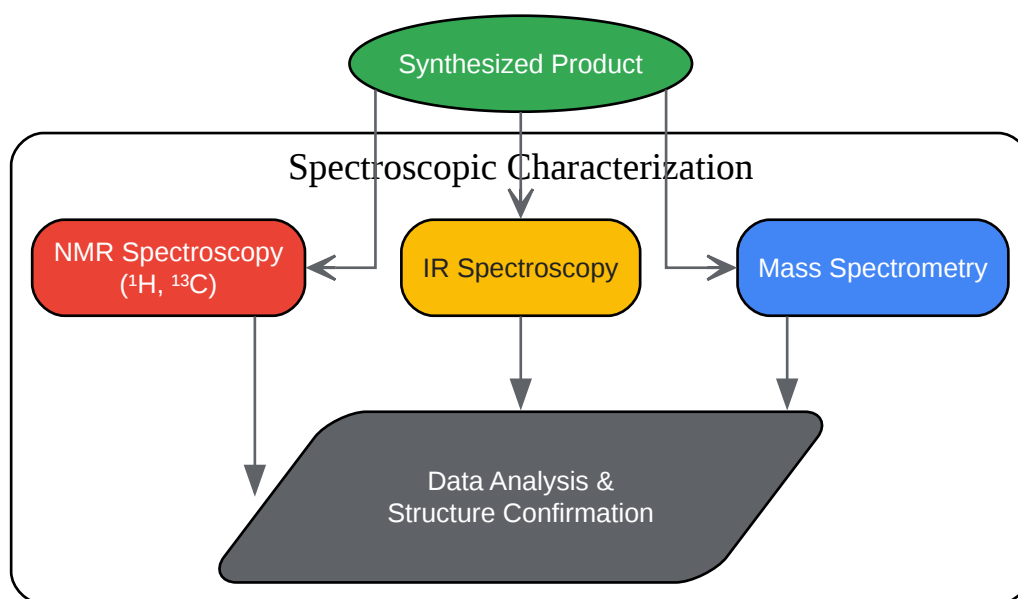 Synthesized Product
Spectroscopic Characterization
NMR Spectroscopy
(¹H, ¹³C)
IR Spectroscopy
Mass Spectrometry
Data Analysis &
Structure Confirmation